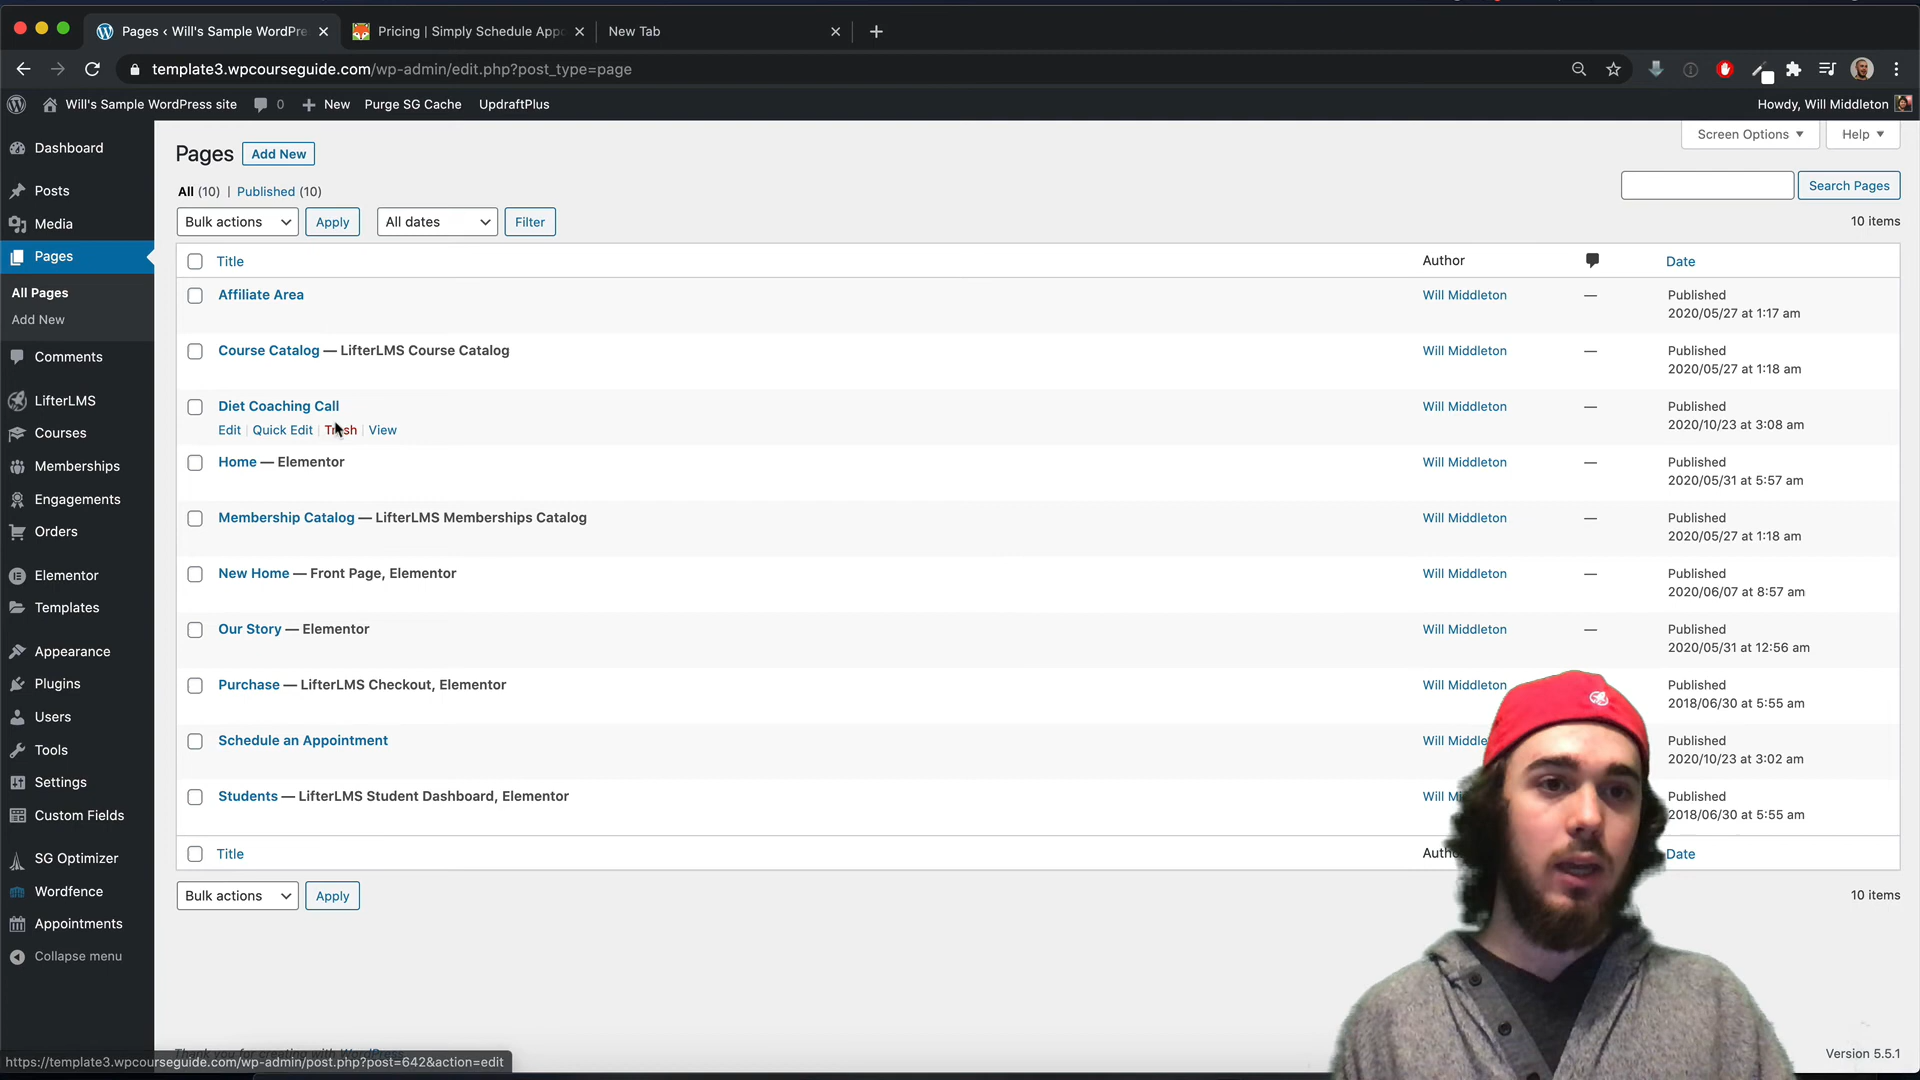 Pages ‹ Will's Sample WordPre
Pricing | Simply Schedule Appo
New Tab
template3.wpcourseguide.com/wp-admin/edit.php?post_type=page
Will's Sample WordPress site
0
New
Purge SG Cache
UpdraftPlus
Howdy, Will Middleton
Dashboard
Posts
Media
Pages
All Pages
Add New
Comments
LifterLMS
Courses
Memberships
Engagements
Orders
Elementor
Templates
Appearance
Plugins
Users
Tools
Settings
Custom Fields
SG Optimizer
Wordfence
Appointments
Collapse menu
Screen Options
Help
Pages
Add New
All (10) | Published (10)
Search Pages
Bulk actions
Apply
All dates
Filter
10 items
Title
Author
Date
Affiliate Area
Will Middleton
—
Published
2020/05/27 at 1:17 am
Course Catalog — LifterLMS Course Catalog
Will Middleton
—
Published
2020/05/27 at 1:18 am
Diet Coaching Call
Edit | Quick Edit | Trash | View
Will Middleton
—
Published
2020/10/23 at 3:08 am
Home — Elementor
Will Middleton
—
Published
2020/05/31 at 5:57 am
Membership Catalog — LifterLMS Memberships Catalog
Will Middleton
—
Published
2020/05/27 at 1:18 am
New Home — Front Page, Elementor
Will Middleton
—
Published
2020/06/07 at 8:57 am
Our Story — Elementor
Will Middleton
—
Published
2020/05/31 at 12:56 am
Purchase — LifterLMS Checkout, Elementor
Will Middleton
Published
2018/06/30 at 5:55 am
Schedule an Appointment
Will Middle
Published
2020/10/23 at 3:02 am
Students — LifterLMS Student Dashboard, Elementor
Will Mi
Published
2018/06/30 at 5:55 am
Title
Autho
Date
Bulk actions
Apply
10 items
Thank you for creating with WordPress
https://template3.wpcourseguide.com/wp-admin/post.php?post=642&action=edit
Version 5.5.1